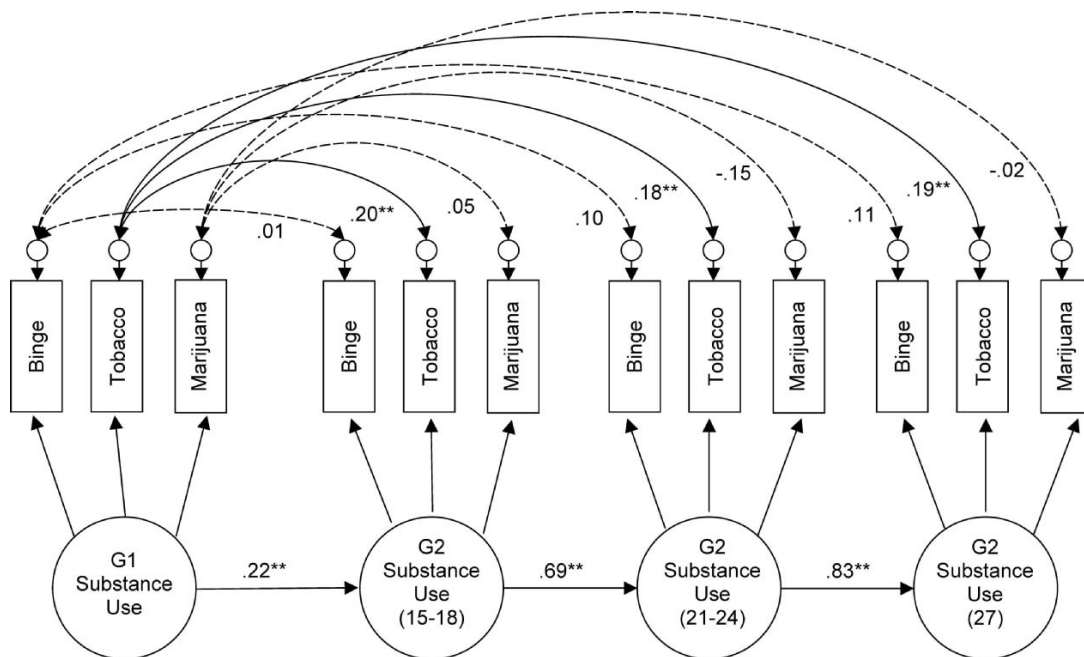 -.02
.19**
-.15
.18**
.11
.10
.05
.20**
.01
Binge
Tobacco
Marijuana
Binge
Tobacco
Marijuana
Binge
Tobacco
Marijuana
Binge
Tobacco
Marijuana
G1
Substance
Use
.22**
G2
Substance
Use
(15-18)
.69**
G2
Substance
Use
(21-24)
.83**
G2
Substance
Use
(27)